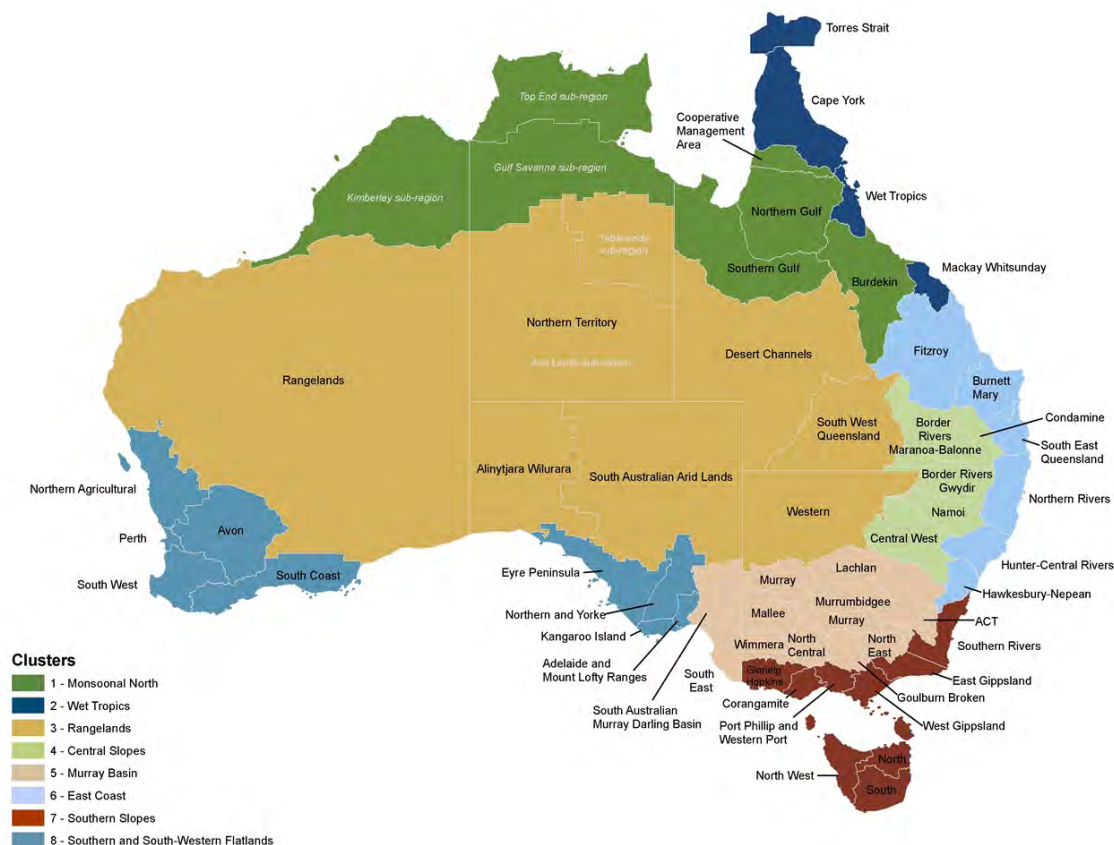 Torres Strait
Top End sub-region
Cape York
Cooperative
Management
Area
Gulf Savanna sub-region
Kimberley sub-region
Wet Tropics
Northern Gulf
Tablelands
sub-region
Southern Gulf
Mackay Whitsunday
Burdekin
Northern Territory
Fitzroy
Desert Channels
Arid Lands sub-region
Rangelands
Burnett
Mary
Condamine
South West
Queensland
Border
Rivers
Maranoa-Balonne
South East
Queensland
Alinytjara Wilurara
South Australian Arid Lands
Border Rivers
Gwydir
Northern Agricultural
Northern Rivers
Western
Namoi
Avon
Perth
Central West
South West
South Coast
Eyre Peninsula
Lachlan
Hunter-Central Rivers
Murray
Hawkesbury-Nepean
Northern and Yorke
Mallee
Murrumbidgee
Murray
ACT
Kangaroo Island
Wimmera
North
Central
North
East
Southern Rivers
Adelaide and
Mount Lofty Ranges
South
East
Glenelg
Hopkins
East Gippsland
Goulburn Broken
Corangamite
South Australian
Murray Darling Basin
Port Phillip and
Western Port
West Gippsland
North West
North
South
Clusters
1 - Monsoonal North
2 - Wet Tropics
3 - Rangelands
4 - Central Slopes
5 - Murray Basin
6 - East Coast
7 - Southern Slopes
8 - Southern and South-Western Flatlands